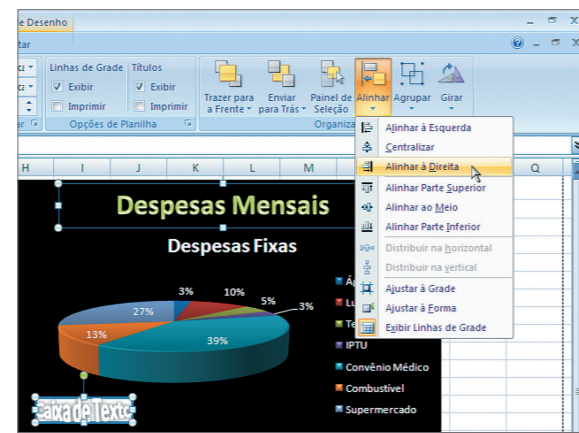 de Desenho
tar
Linhas de Grade Títulos
Exibir Exibir
Imprimir Imprimir
Opções de Planilha
Trazer para a Frente
Enviar para Trás
Painel de Seleção
Alinhar Agrupar Girar
Organiza
Alinhar à Esquerda
Centralizar
Alinhar à Direita
Alinhar Parte Superior
Alinhar ao Meio
Alinhar Parte Inferior
Distribuir na horizontal
Distribuir na vertical
Ajustar à Grade
Ajustar à Forma
Exibir Linhas de Grade
H I J K L M Q
Despesas Mensais
Despesas Fixas
3% 10% 5% 3%
27%
13% 39%
IPTU
Convênio Médico
Combustível
Supermercado
Caixa de Texto